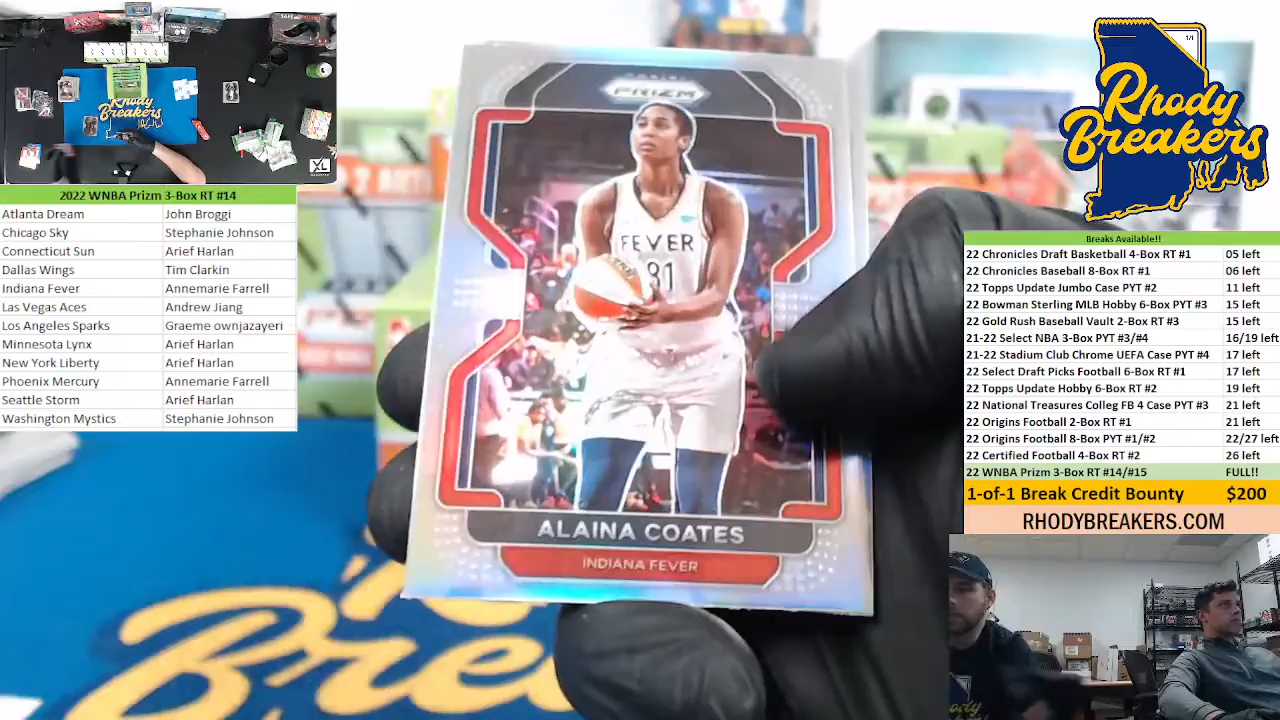 2022 WNBA Prizm 3-Box RT #14
Atlanta Dream John Broggi
Chicago Sky Stephanie Johnson
Connecticut Sun Arief Harlan
Dallas Wings Tim Clarkin
Indiana Fever Annemarie Farrell
Las Vegas Aces Andrew Jiang
Los Angeles Sparks Graeme ownjazayeri
Minnesota Lynx Arief Harlan
New York Liberty Arief Harlan
Phoenix Mercury Annemarie Farrell
Seattle Storm Arief Harlan
Washington Mystics Stephanie Johnson
Rhody
Breakers
XL
PANINI
PRIZM
FEVER
31
ALAINA COATES
INDIANA FEVER
1/1
Rhody
Breakers
Breaks Available!!
22 Chronicles Draft Basketball 4-Box RT #1 05 left
22 Chronicles Baseball 8-Box RT #1 06 left
22 Topps Update Jumbo Case PYT #2 11 left
22 Bowman Sterling MLB Hobby 6-Box PYT #3 15 left
22 Gold Rush Baseball Vault 2-Box RT #3 15 left
21-22 Select NBA 3-Box PYT #3/#4 16/19 left
21-22 Stadium Club Chrome UEFA Case PYT #4 17 left
22 Select Draft Picks Football 6-Box RT #1 17 left
22 Topps Update Hobby 6-Box RT #2 19 left
22 National Treasures Colleg FB 4 Case PYT #3 21 left
22 Origins Football 2-Box RT #1 21 left
22 Origins Football 8-Box PYT #1/#2 22/27 left
22 Certified Football 4-Box RT #2 26 left
22 WNBA Prizm 3-Box RT #14/#15 FULL!!
1-of-1 Break Credit Bounty $200
RHODYBREAKERS.COM